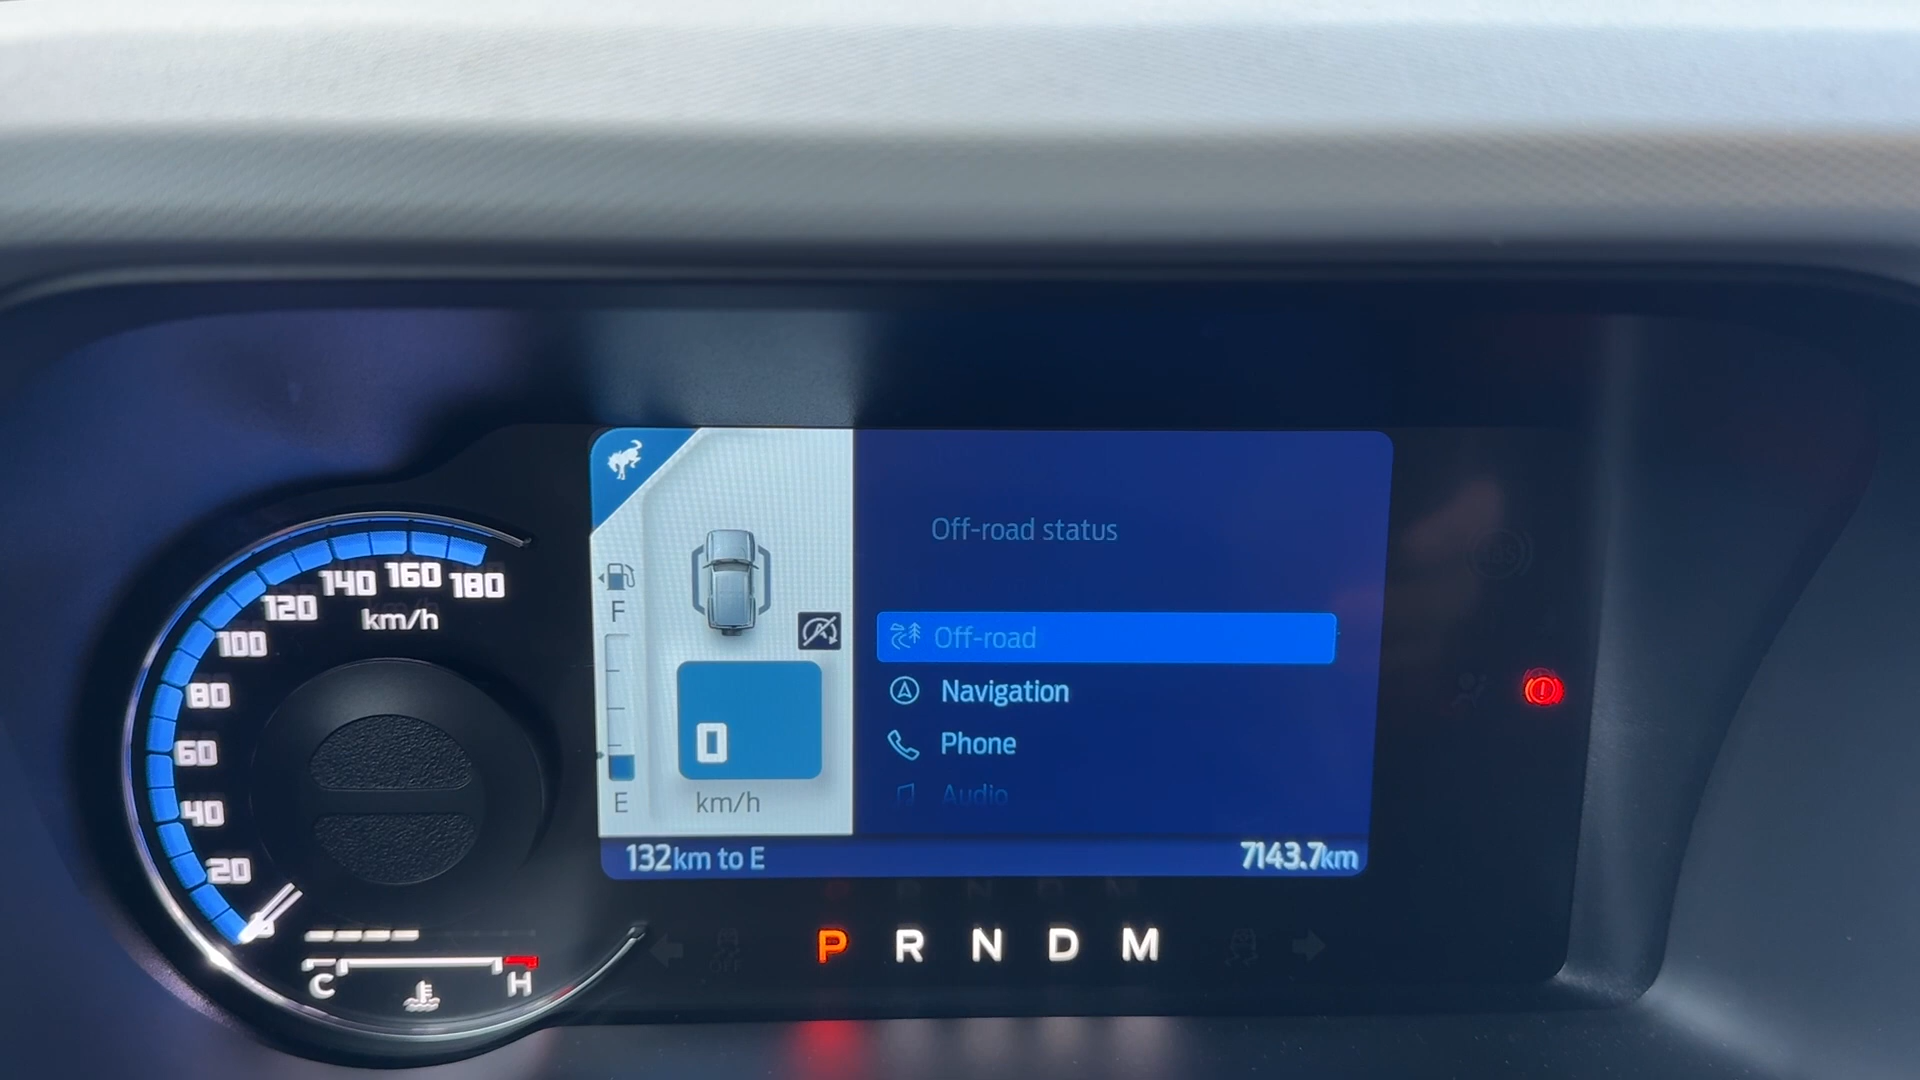 180
160
140
120
100
80
60
40
20
km/h
C
H
F
E
0
km/h
Off-road status
Off-road
Navigation
Phone
Audio
132km to E
7143.7km
P R N D M